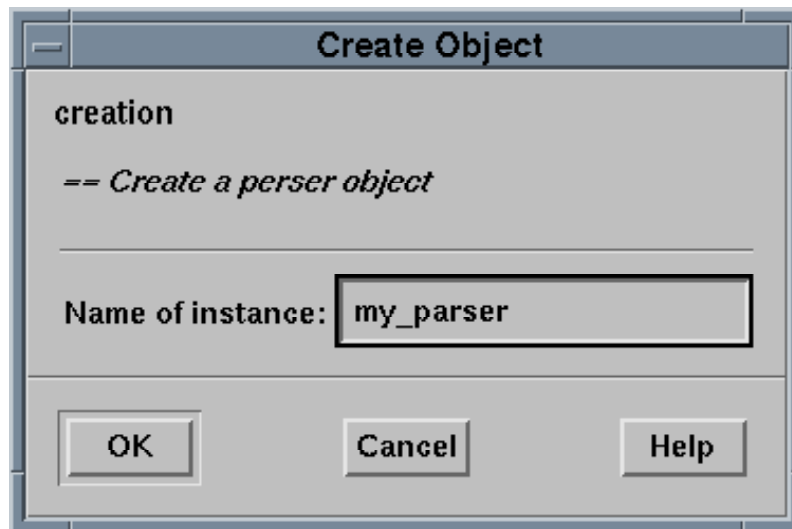 Create Object
creation
== Create a perser object
Name of instance: my_parser
OK Cancel Help